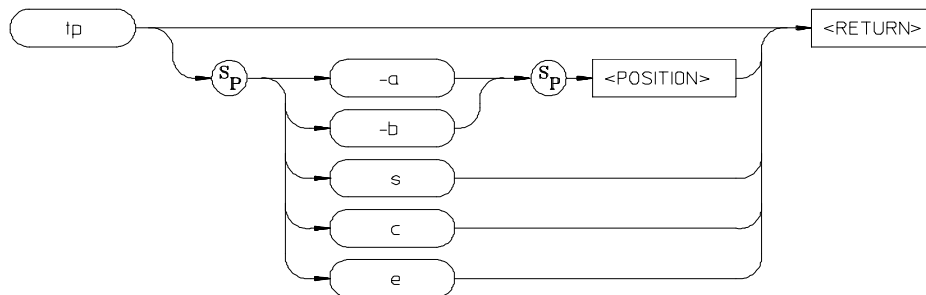 tp
<RETURN>
SP
-a
SP
<POSITION>
-b
s
c
e